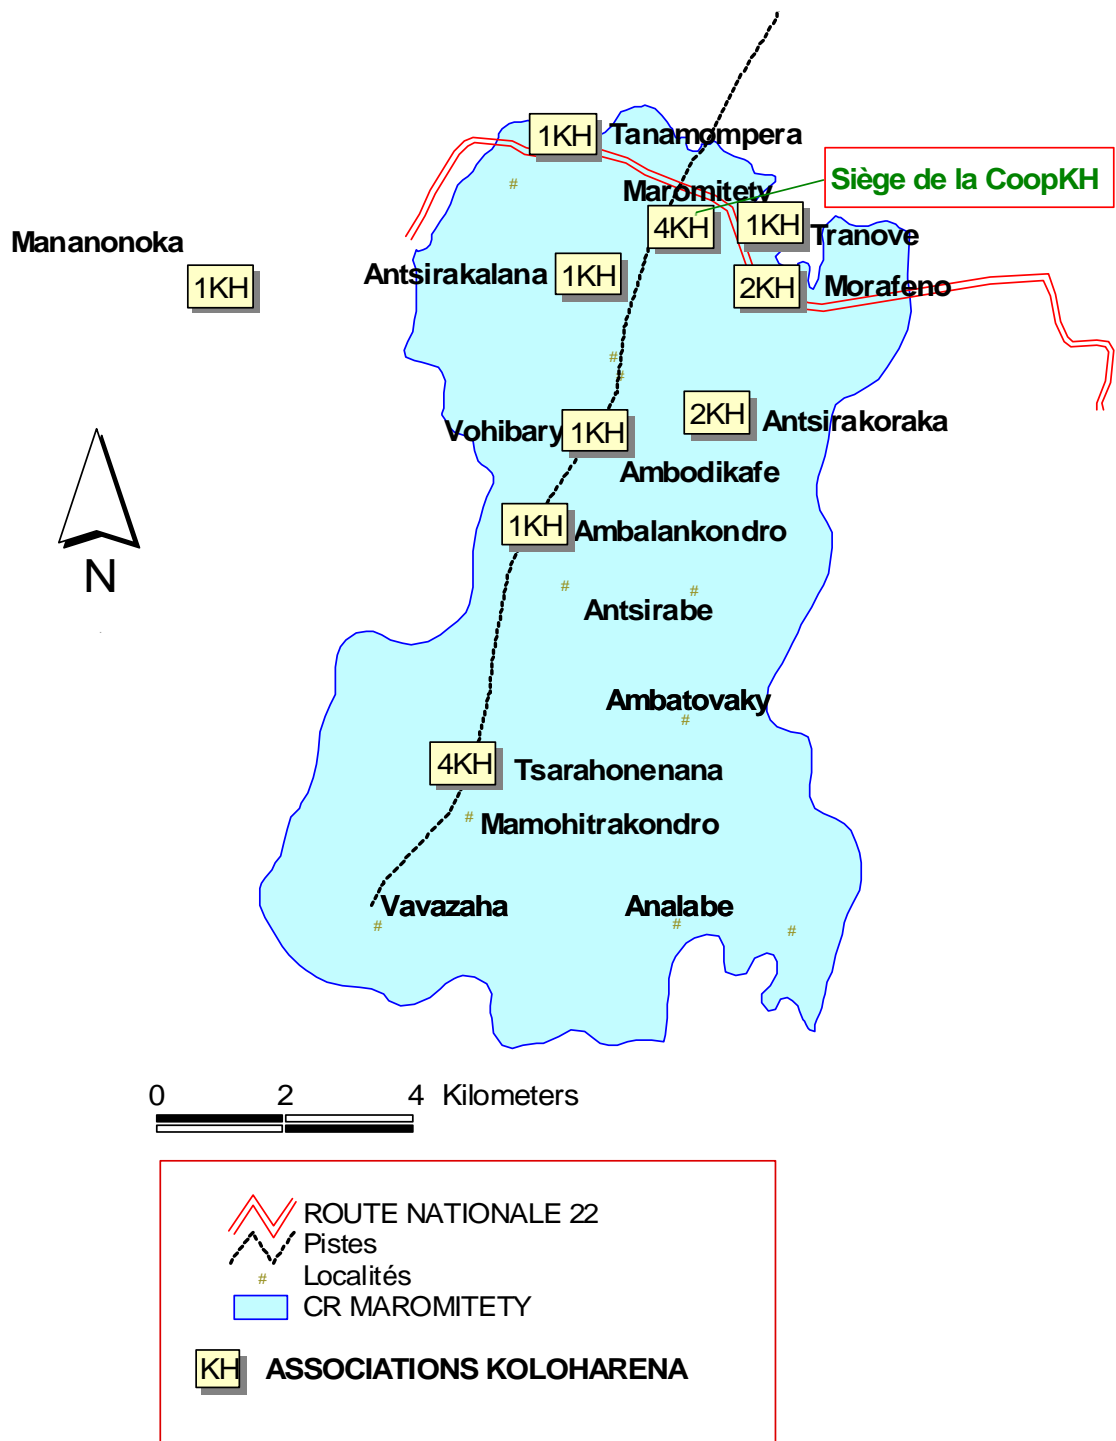 1KH Tanamompera
Siège de la CoopKH
Maromitety
4KH
1KH Tranove
Mananonoka
1KH
Antsirakalana 1KH
2KH Morafeno
2KH Antsirakoraka
Vohibary 1KH
Ambodikafe
1KH Ambalankondro
N
Antsirabe
Ambatovaky
4KH Tsarahonenana
Mamohitrakondro
Vavazaha
Analabe
0 2 4 Kilometers
ROUTE NATIONALE 22
Pistes
Localités
CR MAROMITETY
KH ASSOCIATIONS KOLOHARENA